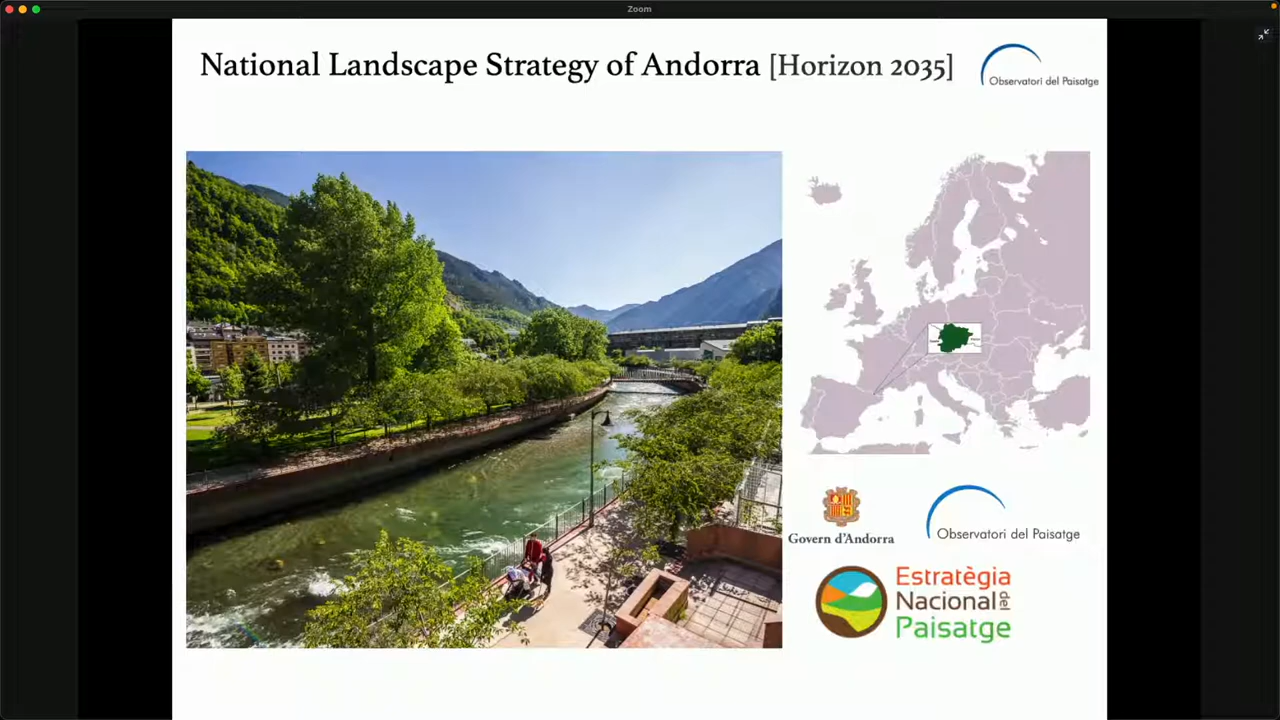 Zoom
National Landscape Strategy of Andorra [Horizon 2035]
Observatori del Paisatge
Govern d'Andorra
Observatori del Paisatge
Estratègia
Nacional del
Paisatge